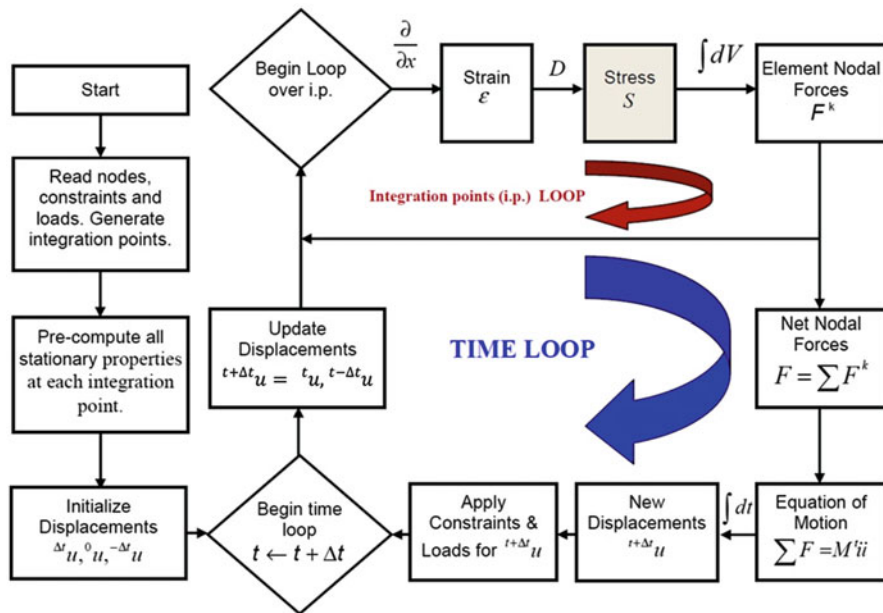 Start
Read nodes,
constraints and
loads. Generate
integration points.
Pre-compute all
stationary properties
at each integration
point.
Initialize
Displacements
Δt u, 0 u, −Δt u
Begin time
loop
t ← t + Δt
Update
Displacements
t+Δt u = t u, t−Δt u
Begin Loop
over i.p.
∂/∂x
Strain
ε
D
Stress
S
∫dV
Element Nodal
Forces
F^k
Integration points (i.p.) LOOP
TIME LOOP
Net Nodal
Forces
F = ∑ F^k
Equation of
Motion
∑ F = M t ü
∫ dt
New
Displacements
t+Δt u
Apply
Constraints &
Loads for t+Δt u